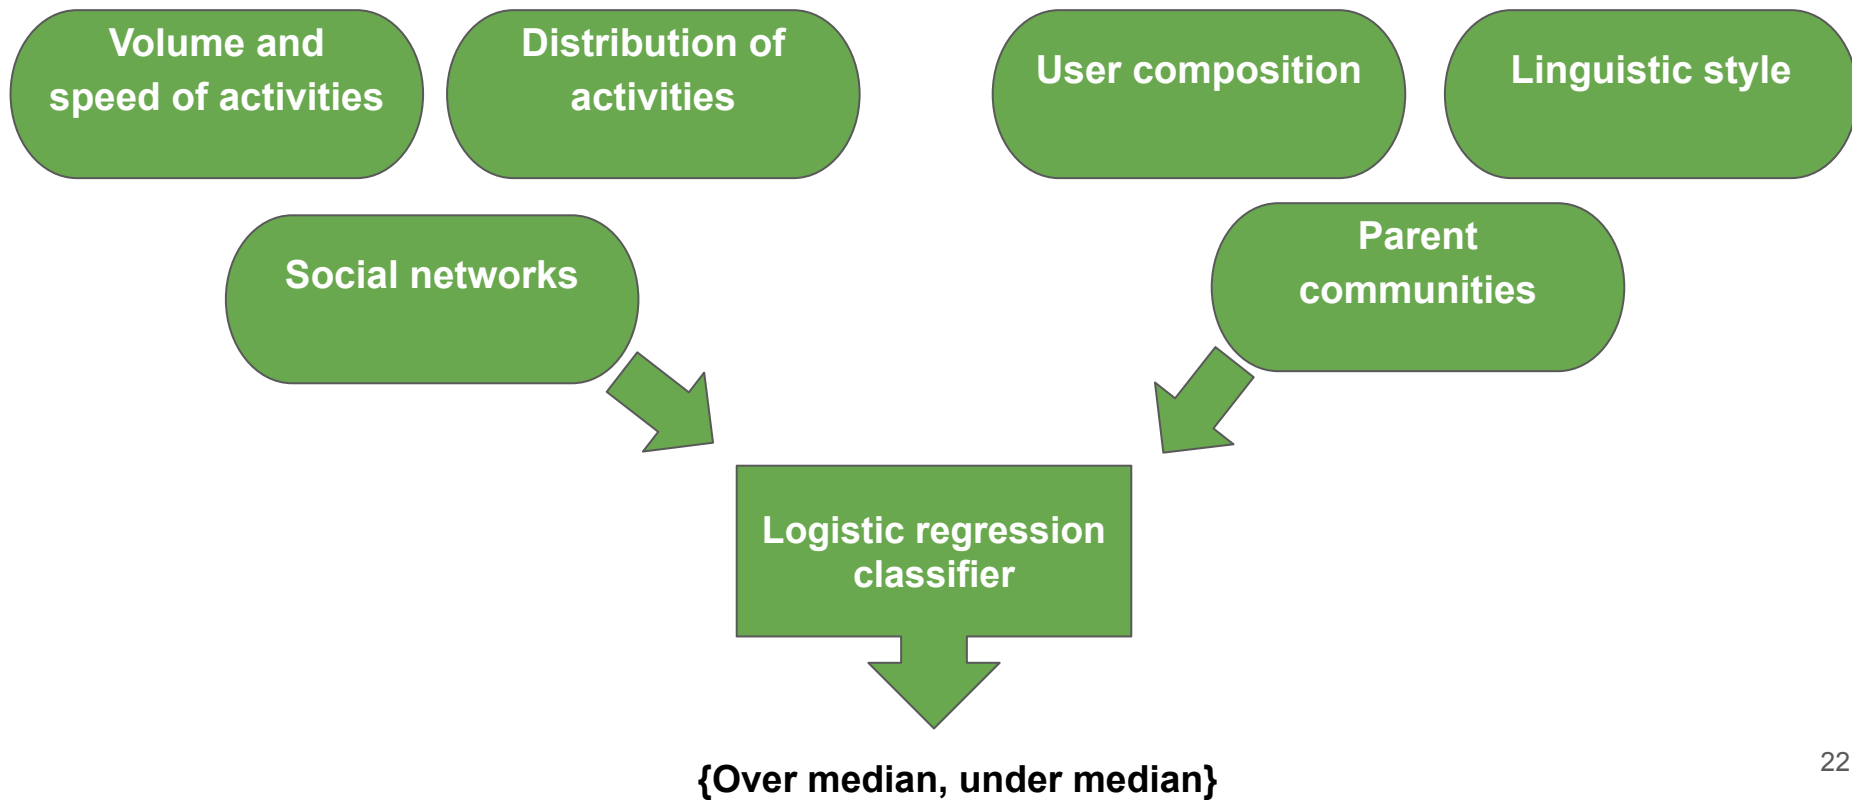 Volume and
speed of activities
Distribution of
activities
User composition
Linguistic style
Social networks
Parent
communities
Logistic regression
classifier
{Over median, under median}
22